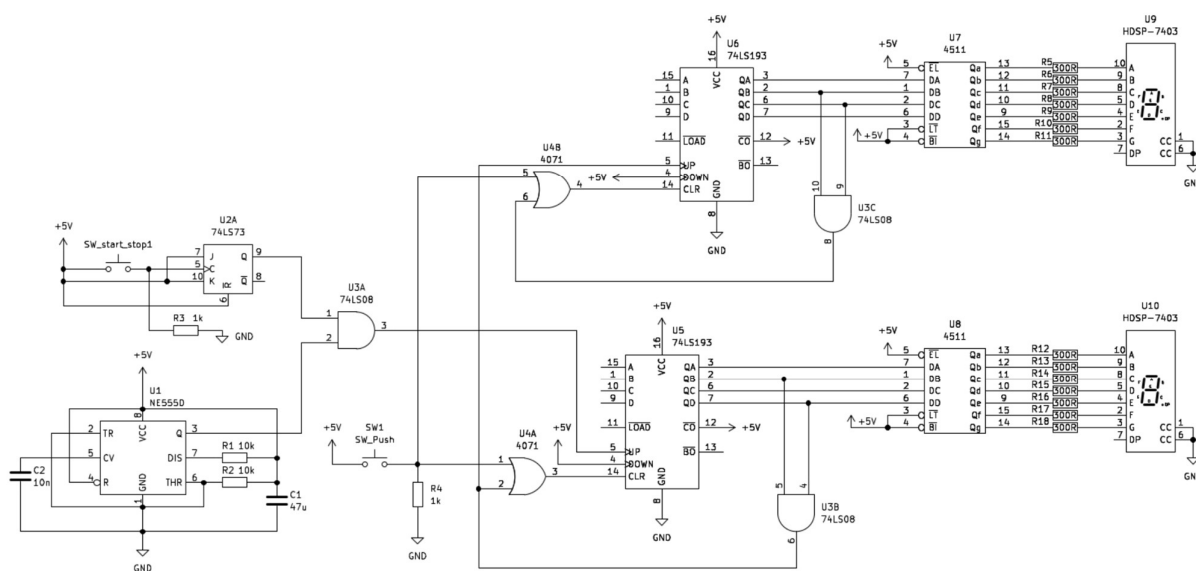 +5V
U6
74LS193
16
VCC
15 A QA 3
1 B QB 2
10 C QC 6
9 D QD 7
11 LOAD CO 12 +5V
BO 13
5 UP
+5V 4 DOWN
14 CLR
GND
8
GND
U7
4511
+5V
5 EL Qa 13
7 DA Qb 12
1 DB Qc 11
2 DC Qd 10
6 DD Qe 9
3 LT Qf 15
+5V 4 BI Qg 14
R5 300R
R6 300R
R7 300R
R8 300R
R9 300R
R10 300R
R11 300R
U9
HDSP-7403
10 A
9 B
8 C
5 D
4 E
2 F
3 G CC 1
7 DP CC 6
GND
U4B
4071
5
6
4
10
9
U3C
74LS08
8
+5V
SW_start_stop1
U2A
74LS73
7 J Q 9
5 C
10 K Q 8
R
6
R3 1k
GND
U3A
74LS08
1
2
3
+5V
U1
NE555D
8
VCC
2 TR Q 3
5 CV DIS 7
4 R THR 6
GND
1
R1 10k
R2 10k
C2
10n
C1
47u
GND
+5V
SW1
SW_Push
R4
1k
GND
U4A
4071
1
2
3
+5V
U5
74LS193
16
VCC
15 A QA 3
1 B QB 2
10 C QC 6
9 D QD 7
11 LOAD CO 12 +5V
BO 13
5 UP
+5V 4 DOWN
14 CLR
GND
8
GND
5
4
U3B
74LS08
6
U8
4511
+5V
5 EL Qa 13
7 DA Qb 12
1 DB Qc 11
2 DC Qd 10
6 DD Qe 9
3 LT Qf 15
+5V 4 BI Qg 14
R12 300R
R13 300R
R14 300R
R15 300R
R16 300R
R17 300R
R18 300R
U10
HDSP-7403
10 A
9 B
8 C
5 D
4 E
2 F
3 G CC 1
7 DP CC 6
GND